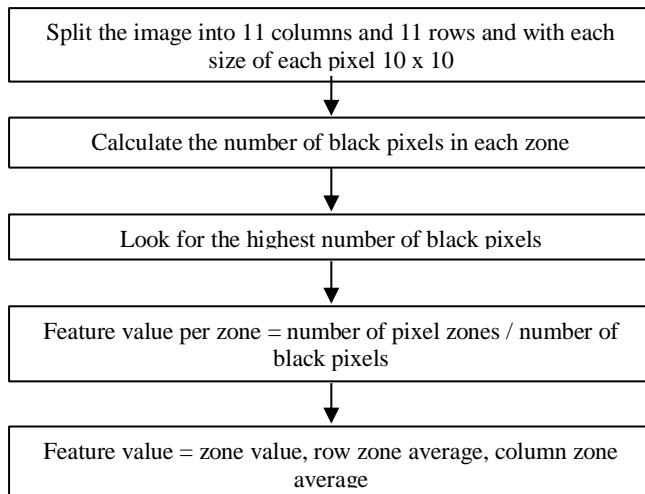 Split the image into 11 columns and 11 rows and with each
size of each pixel 10 x 10
Calculate the number of black pixels in each zone
Look for the highest number of black pixels
Feature value per zone = number of pixel zones / number of
black pixels
Feature value = zone value, row zone average, column zone
average